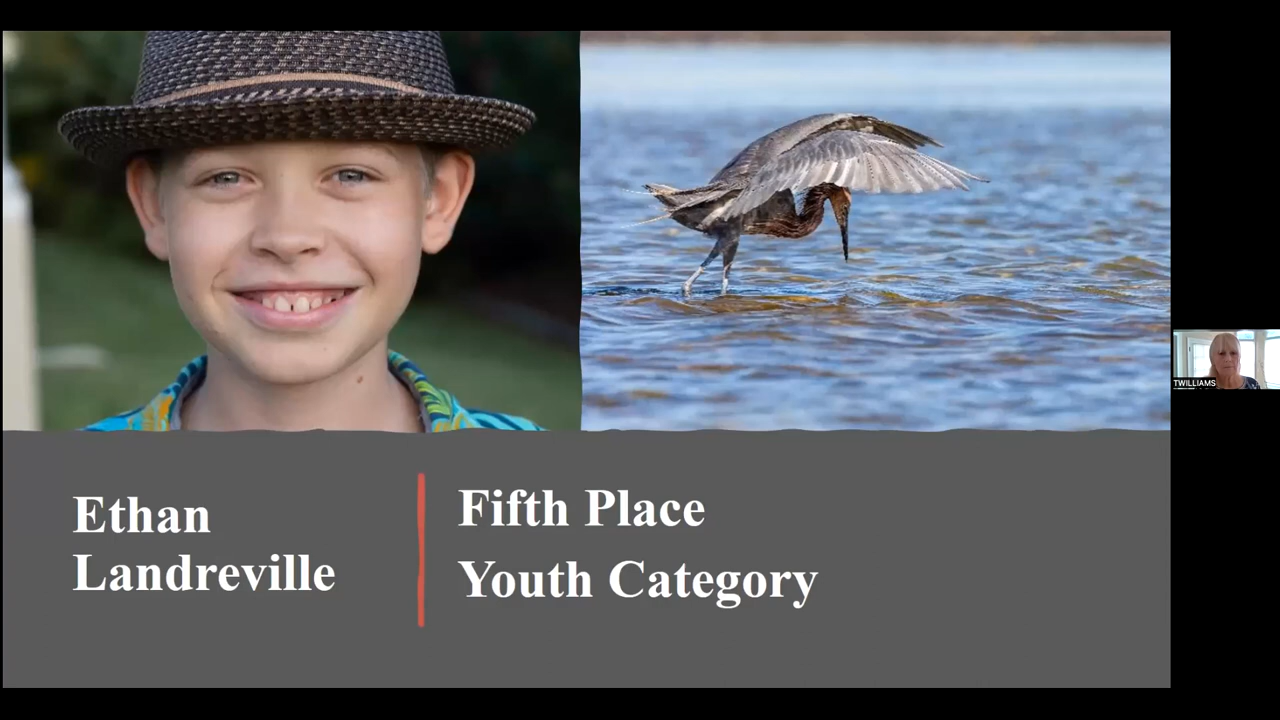 Ethan
Landreville
Fifth Place
Youth Category
TWILLIAMS